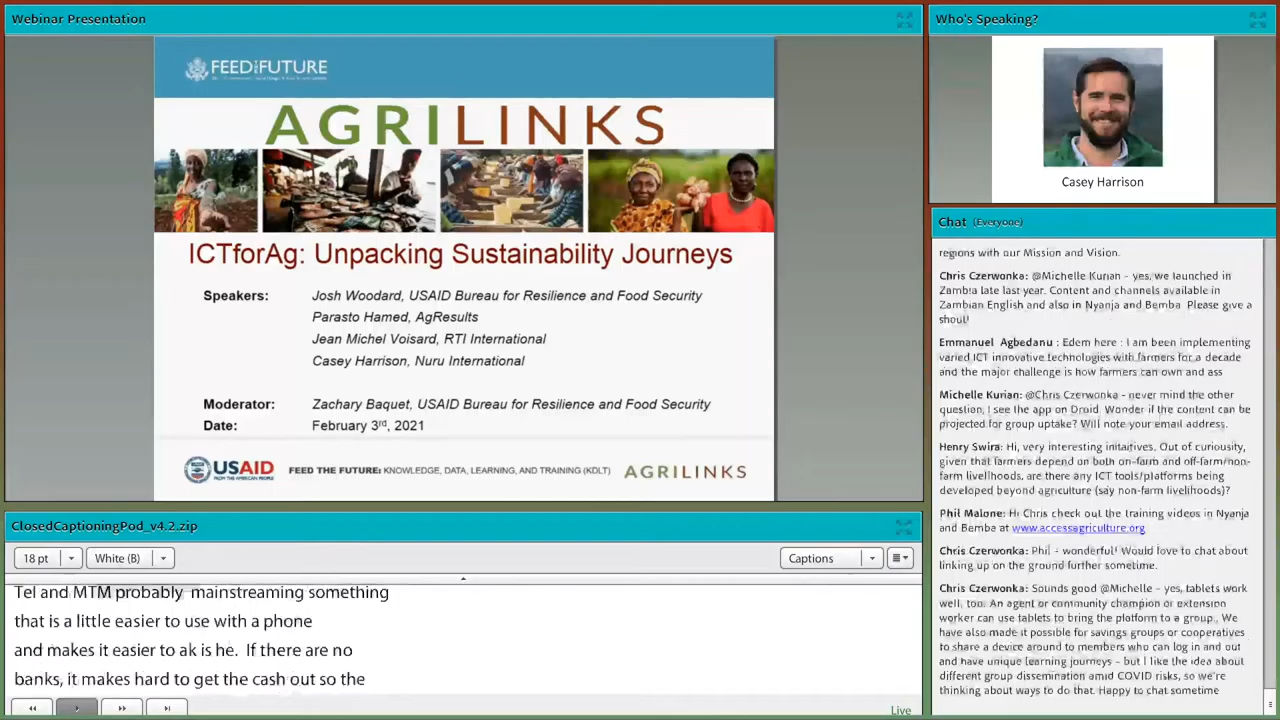 Webinar Presentation
FEED THE FUTURE
AGRILINKS
ICTforAg: Unpacking Sustainability Journeys
Speakers: Josh Woodard, USAID Bureau for Resilience and Food Security
Parasto Hamed, AgResults
Jean Michel Voisard, RTI International
Casey Harrison, Nuru International
Moderator: Zachary Baquet, USAID Bureau for Resilience and Food Security
Date: February 3rd, 2021
USAID
FROM THE AMERICAN PEOPLE
FEED THE FUTURE: KNOWLEDGE, DATA, LEARNING, AND TRAINING (KDLT)
AGRILINKS
ClosedCaptioningPod_v4.2.zip
18 pt White (B) Captions
Tel and MTM probably mainstreaming something
that is a little easier to use with a phone
and makes it easier to ak is he. If there are no
banks, it makes hard to get the cash out so the
Live
Who's Speaking?
Casey Harrison
Chat (Everyone)
regions with our Mission and Vision.
Chris Czerwonka: @Michelle Kurian - yes, we launched in
Zambia late last year. Content and channels available in
Zambian English and also in Nyanja and Bemba. Please give a
shout!
Emmanuel Agbedanu : Edem here : I am been implementing
varied ICT innovative technologies with farmers for a decade
and the major challenge is how farmers can own and ass
Michelle Kurian: @Chris Czerwonka - never mind the other
question, I see the app on Droid. Wonder if the content can be
projected for group uptake? Will note your email address.
Henry Swira: Hi, very interesting initaitives. Out of curiously,
given that farmers depend on both on-farm and off-farm/non-
farm livelihoods, are there any ICT tools/platforms being
developed beyond agriculture (say non-farm livelihoods)?
Phil Malone: Hi Chris check out the training videos in Nyanja
and Bemba at www.accessagriculture.org
Chris Czerwonka: Phil - wonderful! Would love to chat about
linking up on the ground further sometime.
Chris Czerwonka: Sounds good @Michelle - yes, tablets work
well, too. An agent or community champion or extension
worker can use tablets to bring the platform to a group. We
have also made it possible for savings groups or cooperatives
to share a device around to members who can log in and out
and have unique learning journeys - but I like the idea about
different group dissemination amid COVID risks, so we're
thinking about ways to do that. Happy to chat sometime